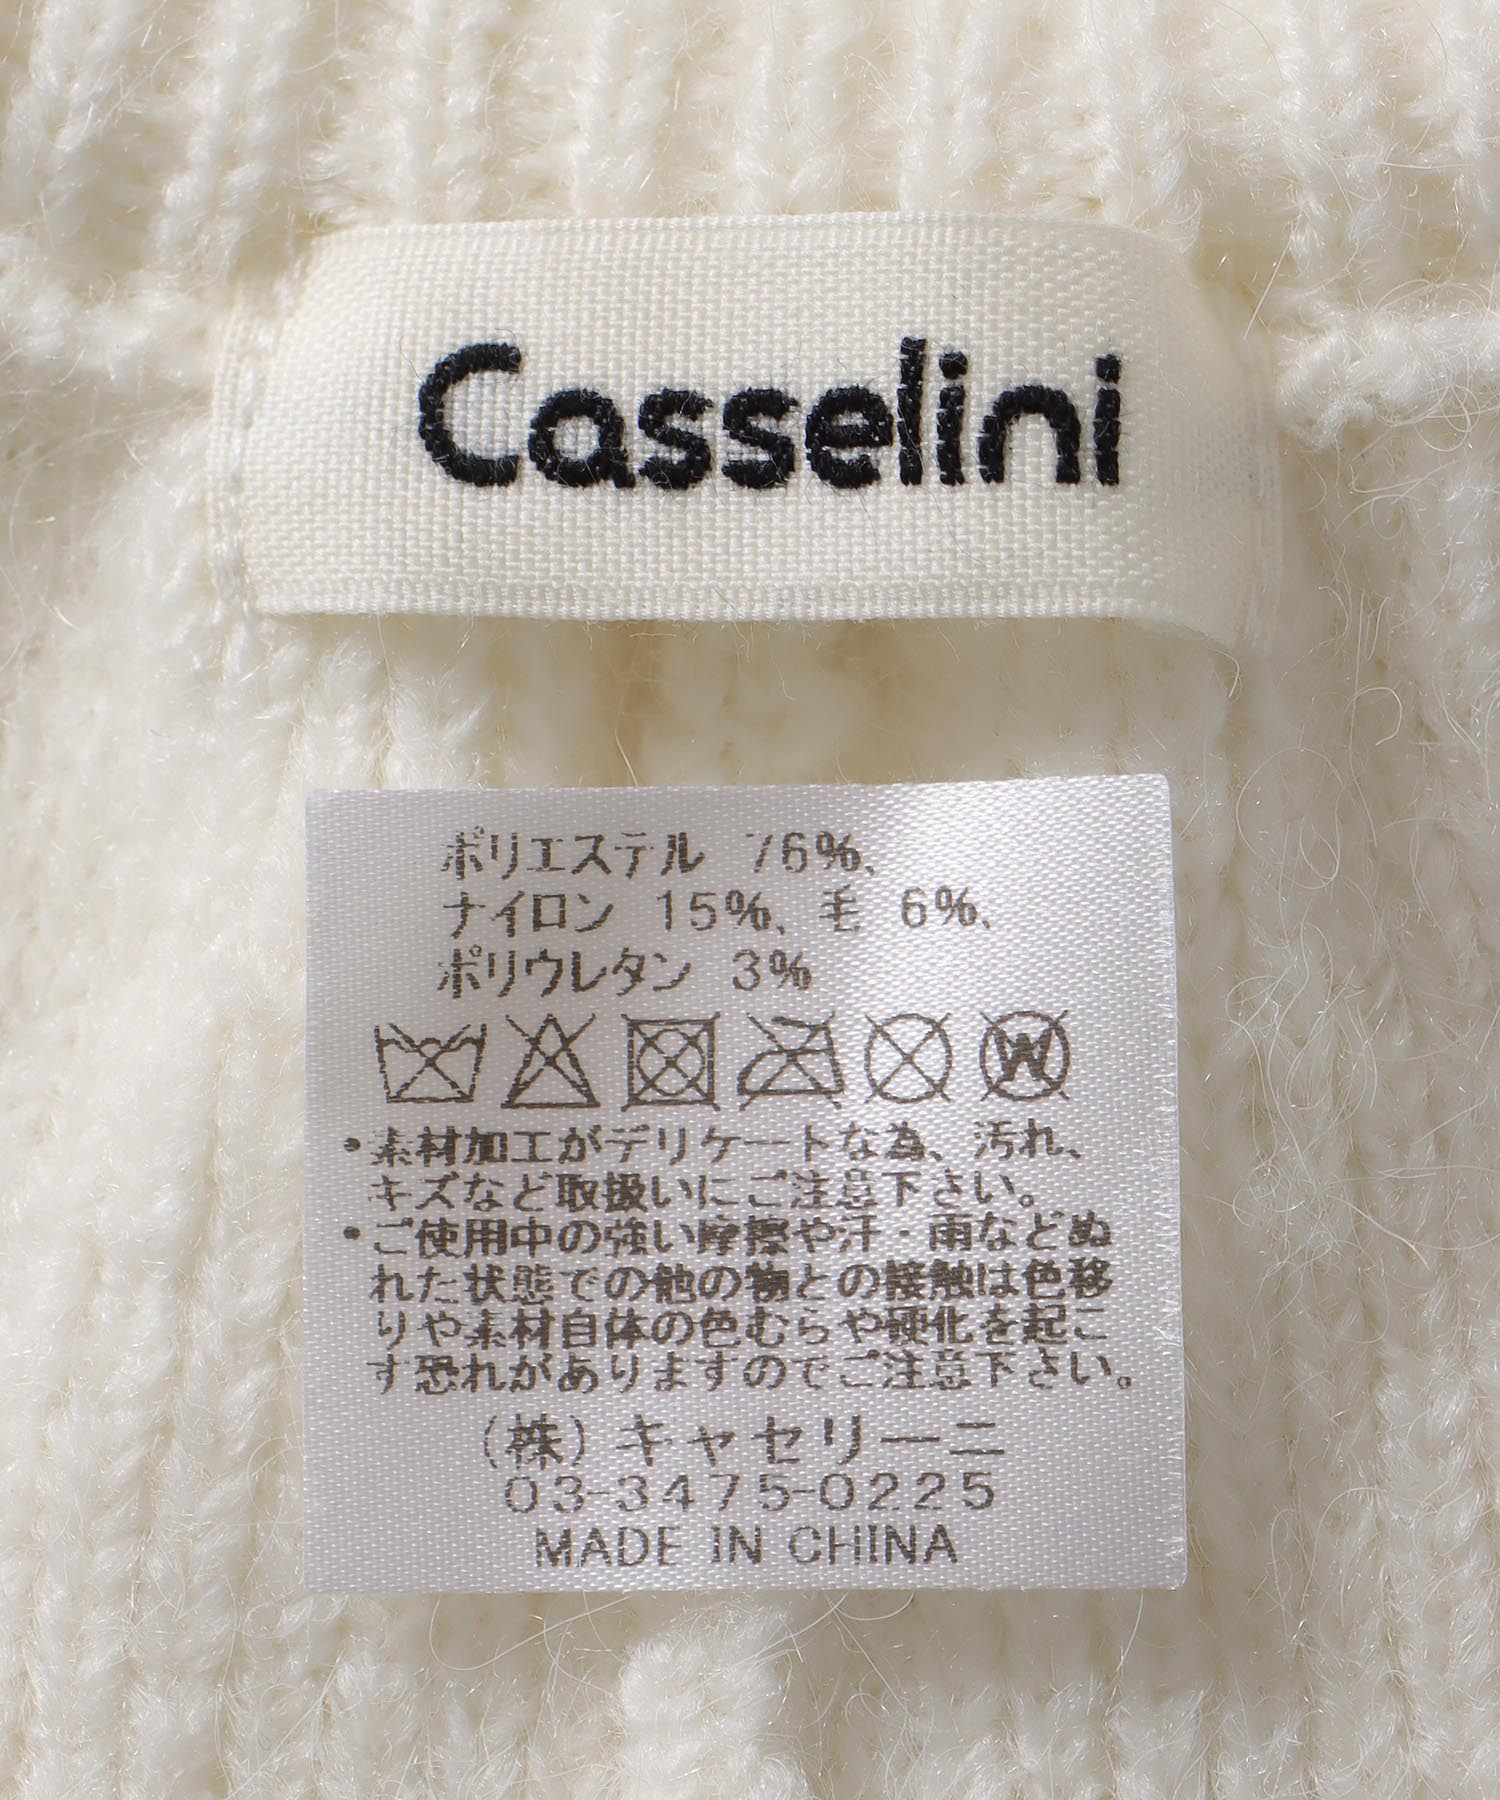 Casselini
ポリエステル 76%、
ナイロン 15%、毛 6%、
ポリウレタン 3%
W
・素材加工がデリケートな為、汚れ、
キズなど取扱いにご注意下さい。
・ご使用中の強い摩擦や汗・雨などぬ
れた状態での他の物との接触は色移
りや素材自体の色むらや硬化を起こ
す恐れがありますのでご注意下さい。
(株)キャセリーニ
03-3475-0225
MADE IN CHINA